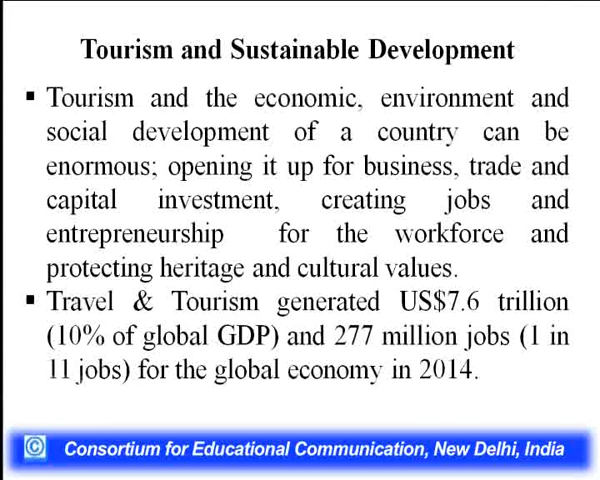 Tourism and Sustainable Development
▪ Tourism and the economic, environment and
social development of a country can be
enormous; opening it up for business, trade and
capital investment, creating jobs and
entrepreneurship for the workforce and
protecting heritage and cultural values.
▪ Travel & Tourism generated US$7.6 trillion
(10% of global GDP) and 277 million jobs (1 in
11 jobs) for the global economy in 2014.
© Consortium for Educational Communication, New Delhi, India